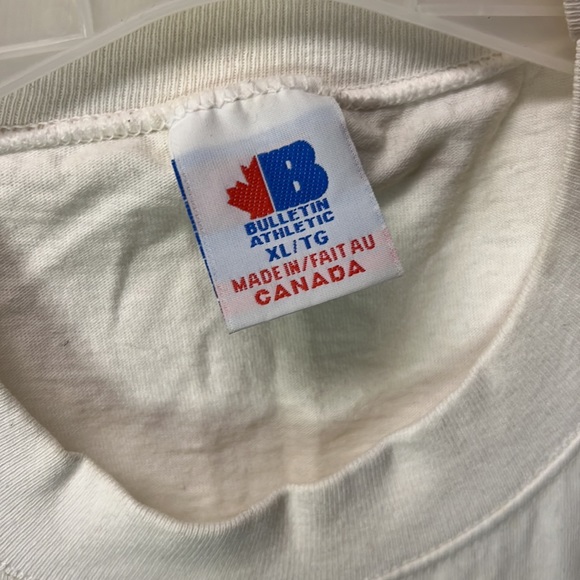 B
BULLETIN
ATHLETIC
XL/TG
MADE IN/FAIT AU
CANADA